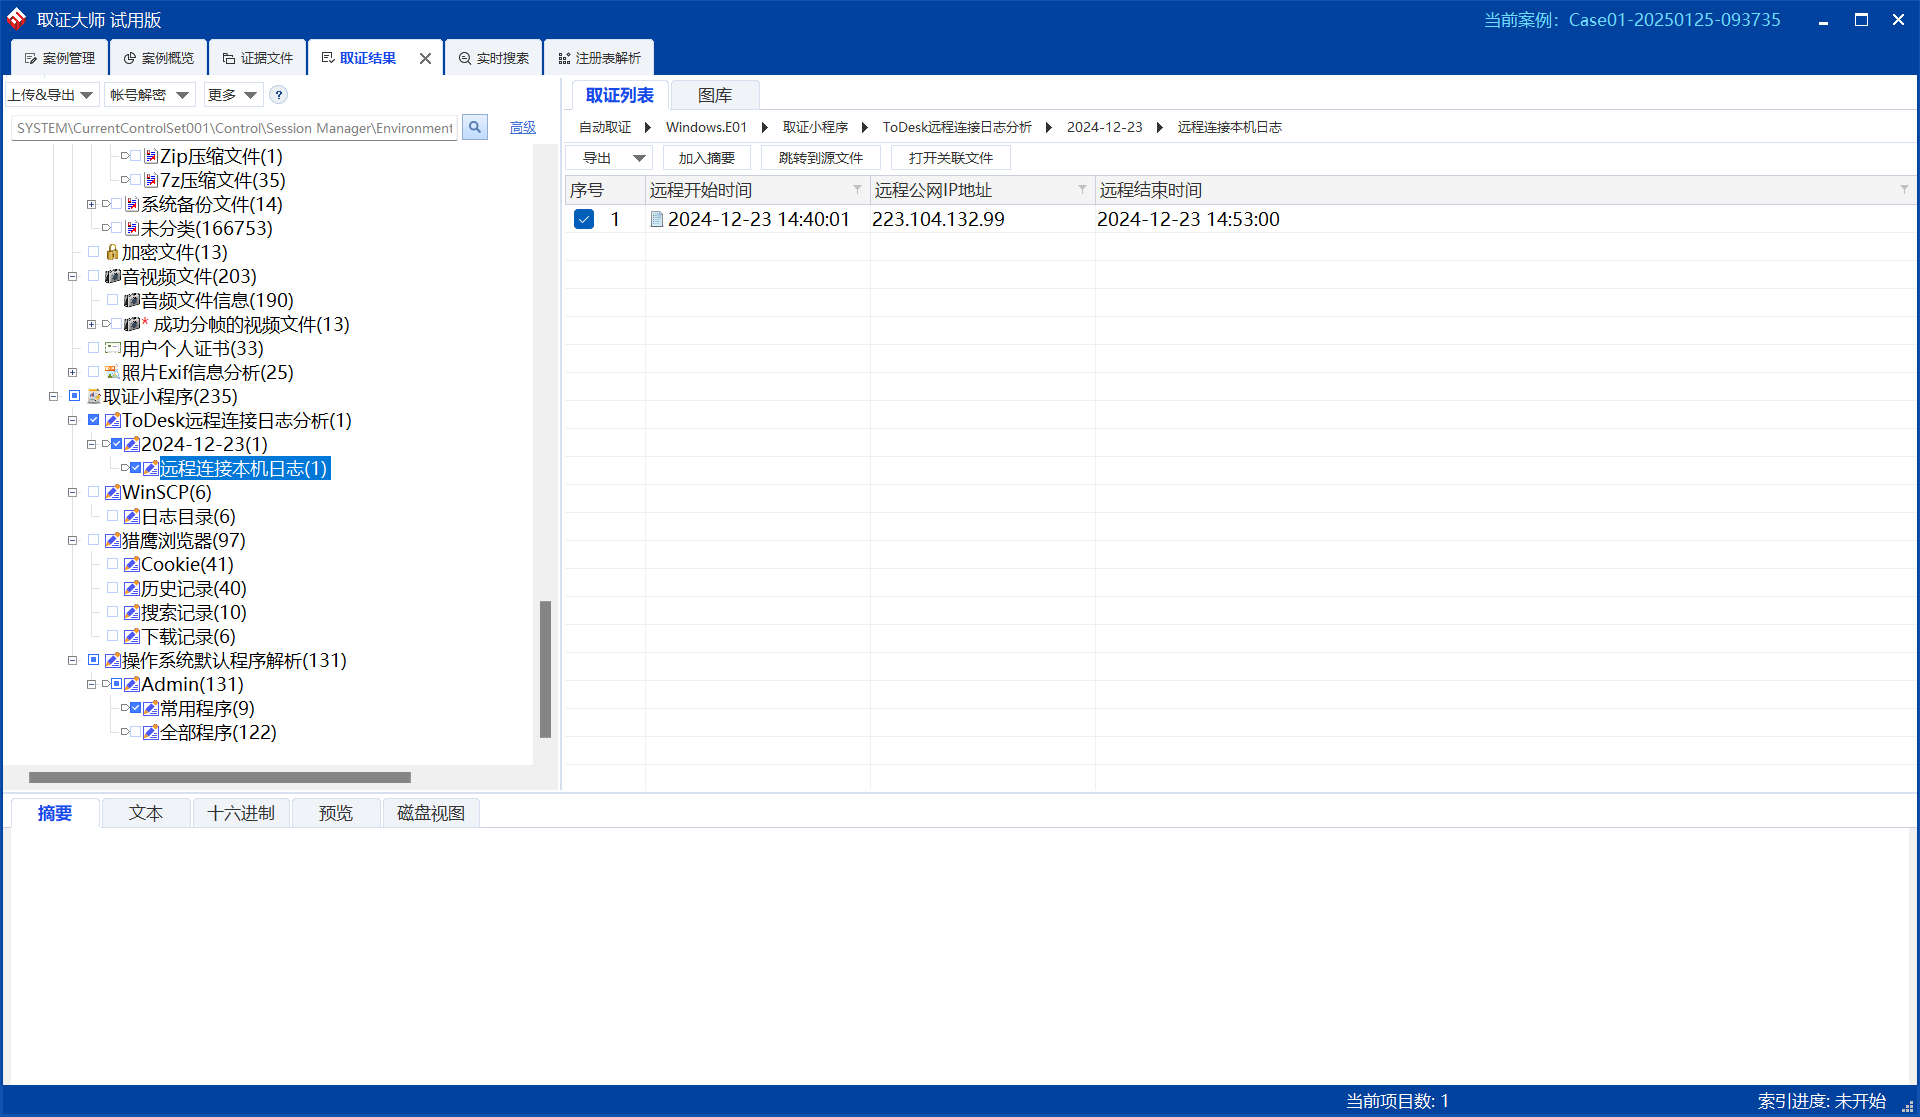 取证大师 试用版
当前案例：Case01-20250125-093735
案例管理 案例概览 证据文件 取证结果 实时搜索 注册表解析
上传&导出 帐号解密 更多 ?
SYSTEM\CurrentControlSet001\Control\Session Manager\Environment 高级
Zip压缩文件(1)
7z压缩文件(35)
系统备份文件(14)
未分类(166753)
加密文件(13)
音视频文件(203)
音频文件信息(190)
* 成功分帧的视频文件(13)
用户个人证书(33)
照片Exif信息分析(25)
取证小程序(235)
ToDesk远程连接日志分析(1)
2024-12-23(1)
远程连接本机日志(1)
WinSCP(6)
日志目录(6)
猎鹰浏览器(97)
Cookie(41)
历史记录(40)
搜索记录(10)
下载记录(6)
操作系统默认程序解析(131)
Admin(131)
常用程序(9)
全部程序(122)
取证列表 图库
自动取证 Windows.E01 取证小程序 ToDesk远程连接日志分析 2024-12-23 远程连接本机日志
导出 加入摘要 跳转到源文件 打开关联文件
序号 远程开始时间 远程公网IP地址 远程结束时间
1 2024-12-23 14:40:01 223.104.132.99 2024-12-23 14:53:00
摘要 文本 十六进制 预览 磁盘视图
当前项目数: 1 索引进度: 未开始